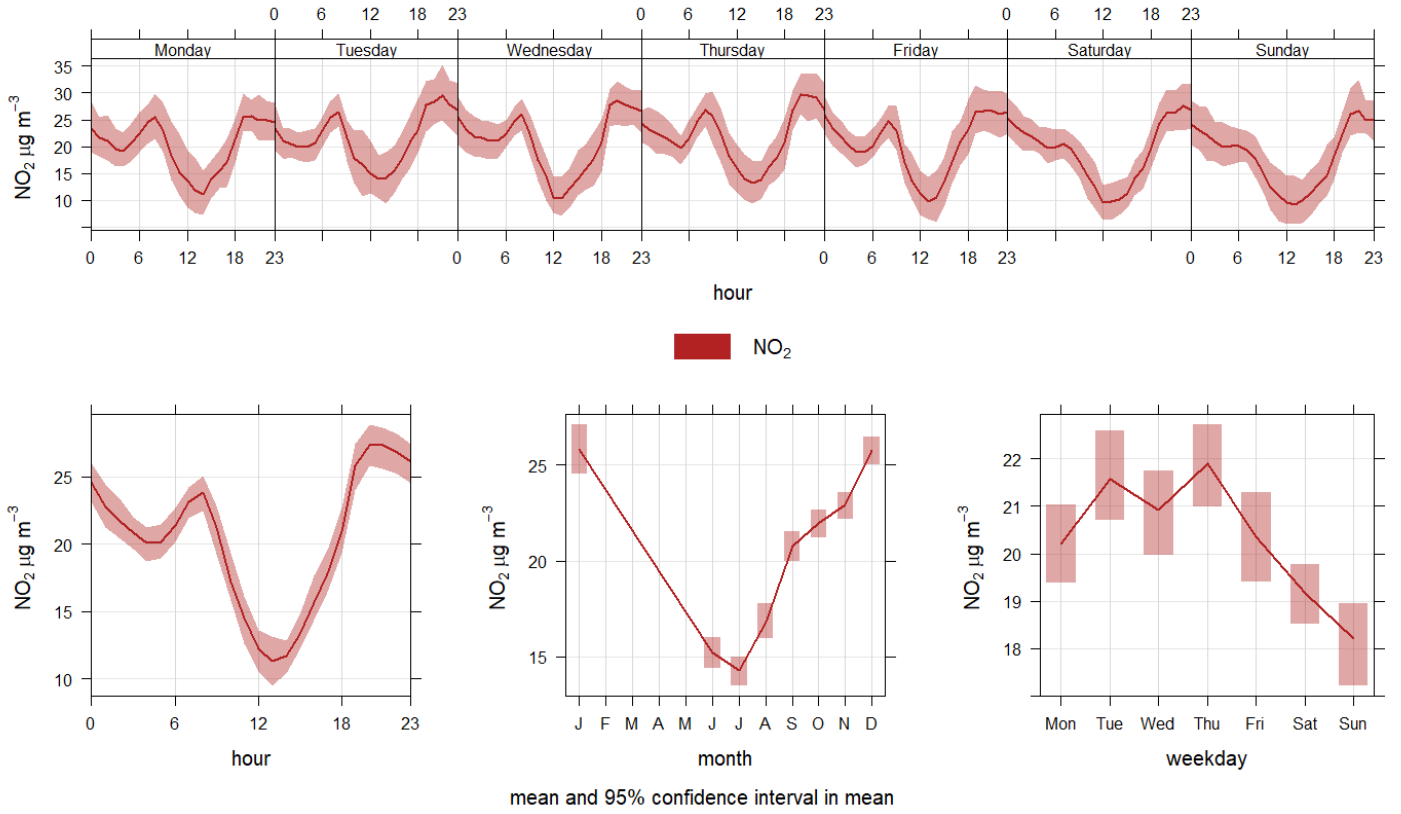 0 6 12 18 23 0 6 12 18 23 0 6 12 18 23
Monday Tuesday Wednesday Thursday Friday Saturday Sunday
35
30
25
20
15
10
NO₂ µg m⁻³
0 6 12 18 23 0 6 12 18 23 0 6 12 18 23 0 6 12 18 23
hour
NO₂
25
20
15
10
NO₂ µg m⁻³
0 6 12 18 23
hour
25
20
15
NO₂ µg m⁻³
J F M A M J J A S O N D
month
22
21
20
19
18
NO₂ µg m⁻³
Mon Tue Wed Thu Fri Sat Sun
weekday
mean and 95% confidence interval in mean